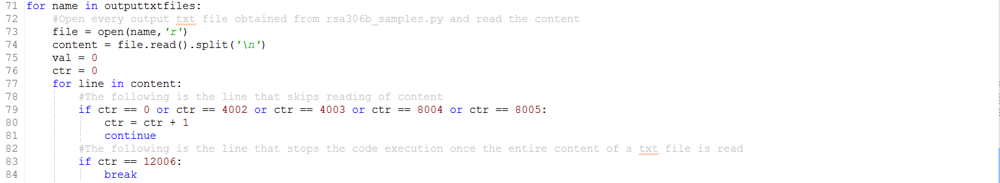 71 for name in outputtxtfiles:
72     #Open every output txt file obtained from rsa306b_samples.py and read the content
73     file = open(name,'r')
74     content = file.read().split('\n')
75     val = 0
76     ctr = 0
77     for line in content:
78         #The following is the line that skips reading of content
79         if ctr == 0 or ctr == 4002 or ctr == 4003 or ctr == 8004 or ctr == 8005:
80             ctr = ctr + 1
81             continue
82         #The following is the line that stops the code execution once the entire content of a txt file is read
83         if ctr == 12006:
84             break